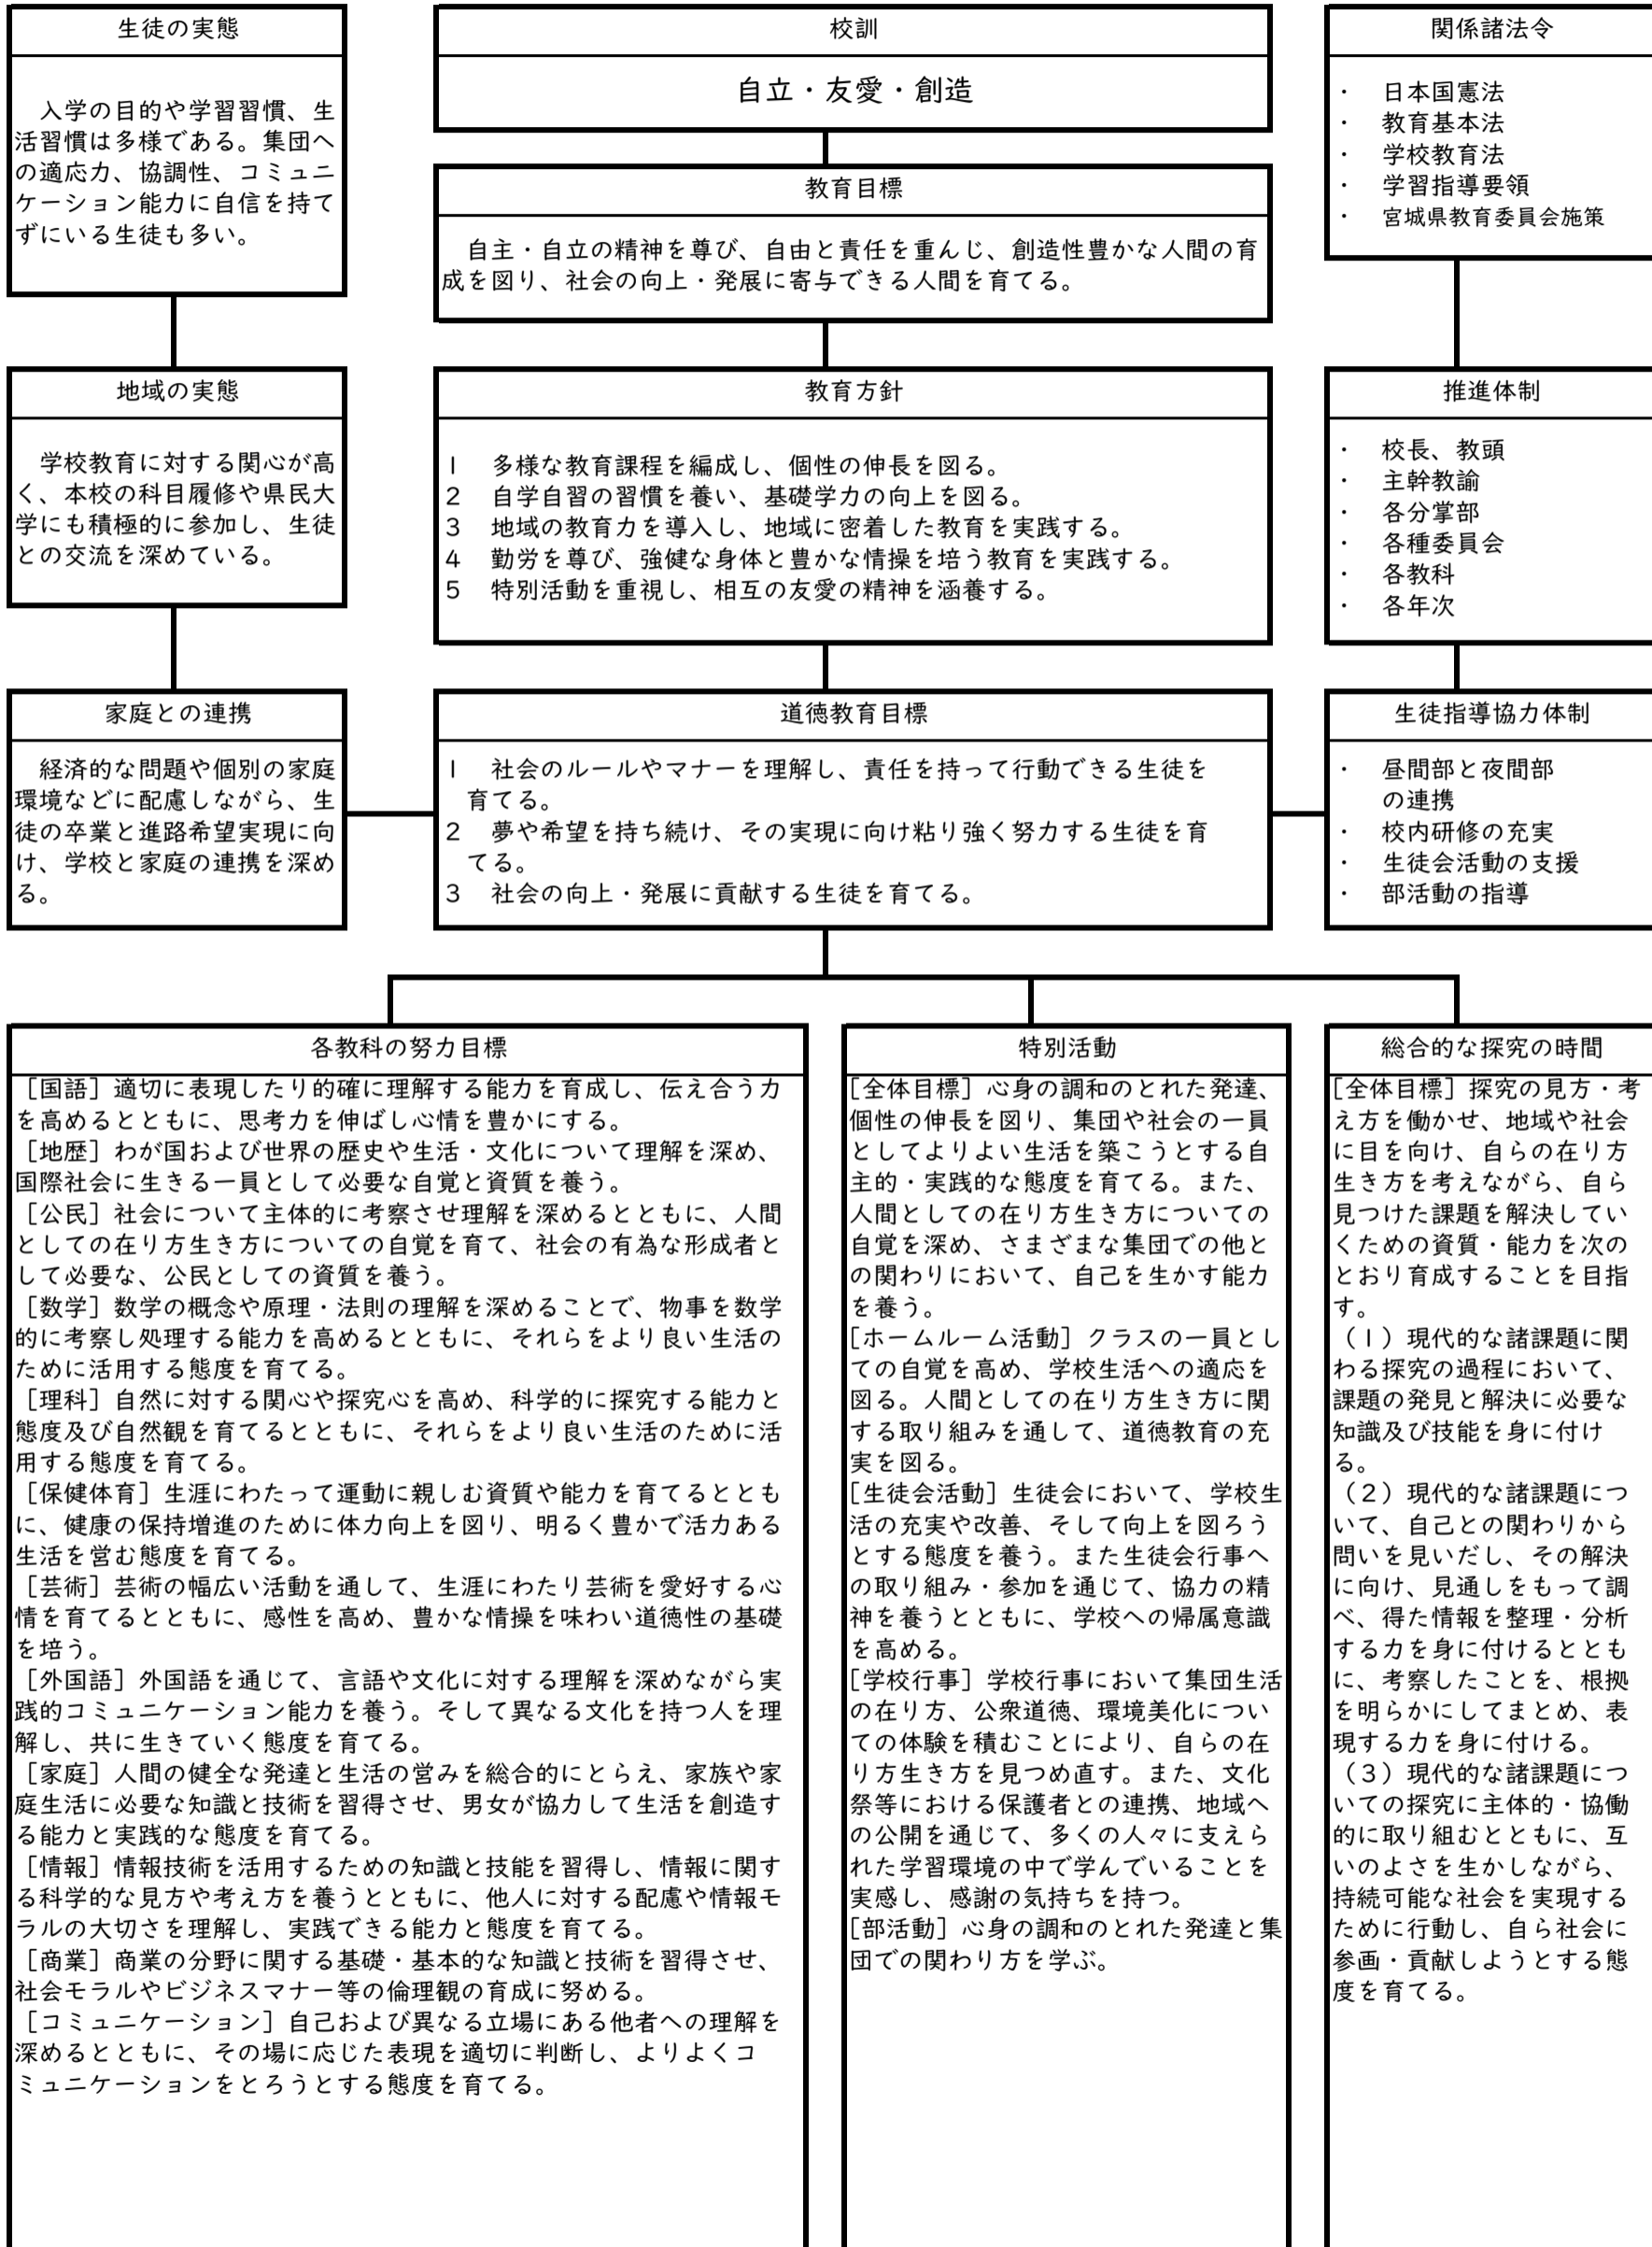 生徒の実態
入学の目的や学習習慣、生
活習慣は多様である。集団へ
の適応力、協調性、コミュニ
ケーション能力に自信を持て
ずにいる生徒も多い。
校訓
自立・友愛・創造
関係諸法令
・　日本国憲法
・　教育基本法
・　学校教育法
・　学習指導要領
・　宮城県教育委員会施策
教育目標
自主・自立の精神を尊び、自由と責任を重んじ、創造性豊かな人間の育
成を図り、社会の向上・発展に寄与できる人間を育てる。
地域の実態
学校教育に対する関心が高
く、本校の科目履修や県民大
学にも積極的に参加し、生徒
との交流を深めている。
教育方針
1　多様な教育課程を編成し、個性の伸長を図る。
2　自学自習の習慣を養い、基礎学力の向上を図る。
3　地域の教育力を導入し、地域に密着した教育を実践する。
4　勤労を尊び、強健な身体と豊かな情操を培う教育を実践する。
5　特別活動を重視し、相互の友愛の精神を涵養する。
推進体制
・　校長、教頭
・　主幹教諭
・　各分掌部
・　各種委員会
・　各教科
・　各年次
家庭との連携
経済的な問題や個別の家庭
環境などに配慮しながら、生
徒の卒業と進路希望実現に向
け、学校と家庭の連携を深め
る。
道徳教育目標
1　社会のルールやマナーを理解し、責任を持って行動できる生徒を
育てる。
2　夢や希望を持ち続け、その実現に向け粘り強く努力する生徒を育
てる。
3　社会の向上・発展に貢献する生徒を育てる。
生徒指導協力体制
・　昼間部と夜間部
の連携
・　校内研修の充実
・　生徒会活動の支援
・　部活動の指導
各教科の努力目標
［国語］適切に表現したり的確に理解する能力を育成し、伝え合う力
を高めるとともに、思考力を伸ばし心情を豊かにする。
［地歴］わが国および世界の歴史や生活・文化について理解を深め、
国際社会に生きる一員として必要な自覚と資質を養う。
［公民］社会について主体的に考察させ理解を深めるとともに、人間
としての在り方生き方についての自覚を育て、社会の有為な形成者と
して必要な、公民としての資質を養う。
［数学］数学の概念や原理・法則の理解を深めることで、物事を数学
的に考察し処理する能力を高めるとともに、それらをより良い生活の
ために活用する態度を育てる。
［理科］自然に対する関心や探究心を高め、科学的に探究する能力と
態度及び自然観を育てるとともに、それらをより良い生活のために活
用する態度を育てる。
［保健体育］生涯にわたって運動に親しむ資質や能力を育てるととも
に、健康の保持増進のために体力向上を図り、明るく豊かで活力ある
生活を営む態度を育てる。
［芸術］芸術の幅広い活動を通して、生涯にわたり芸術を愛好する心
情を育てるとともに、感性を高め、豊かな情操を味わい道徳性の基礎
を培う。
［外国語］外国語を通じて、言語や文化に対する理解を深めながら実
践的コミュニケーション能力を養う。そして異なる文化を持つ人を理
解し、共に生きていく態度を育てる。
［家庭］人間の健全な発達と生活の営みを総合的にとらえ、家族や家
庭生活に必要な知識と技術を習得させ、男女が協力して生活を創造す
る能力と実践的な態度を育てる。
［情報］情報技術を活用するための知識と技能を習得し、情報に関す
る科学的な見方や考え方を養うとともに、他人に対する配慮や情報モ
ラルの大切さを理解し、実践できる能力と態度を育てる。
［商業］商業の分野に関する基礎・基本的な知識と技術を習得させ、
社会モラルやビジネスマナー等の倫理観の育成に努める。
［コミュニケーション］自己および異なる立場にある他者への理解を
深めるとともに、その場に応じた表現を適切に判断し、よりよくコ
ミュニケーションをとろうとする態度を育てる。
特別活動
［全体目標］心身の調和のとれた発達、
個性の伸長を図り、集団や社会の一員
としてよりよい生活を築こうとする自
主的・実践的な態度を育てる。また、
人間としての在り方生き方についての
自覚を深め、さまざまな集団での他と
の関わりにおいて、自己を生かす能力
を養う。
［ホームルーム活動］クラスの一員とし
ての自覚を高め、学校生活への適応を
図る。人間としての在り方生き方に関
する取り組みを通して、道徳教育の充
実を図る。
［生徒会活動］生徒会において、学校生
活の充実や改善、そして向上を図ろう
とする態度を養う。また生徒会行事へ
の取り組み・参加を通じて、協力の精
神を養うとともに、学校への帰属意識
を高める。
［学校行事］学校行事において集団生活
の在り方、公衆道徳、環境美化につい
ての体験を積むことにより、自らの在
り方生き方を見つめ直す。また、文化
祭等における保護者との連携、地域へ
の公開を通じて、多くの人々に支えら
れた学習環境の中で学んでいることを
実感し、感謝の気持ちを持つ。
［部活動］心身の調和のとれた発達と集
団での関わり方を学ぶ。
総合的な探究の時間
［全体目標］探究の見方・考
え方を働かせ、地域や社会
に目を向け、自らの在り方
生き方を考えながら、自ら
見つけた課題を解決してい
くための資質・能力を次の
とおり育成することを目指
す。
（1）現代的な諸課題に関
わる探究の過程において、
課題の発見と解決に必要な
知識及び技能を身に付け
る。
（2）現代的な諸課題につ
いて、自己との関わりから
問いを見いだし、その解決
に向け、見通しをもって調
べ、得た情報を整理・分析
する力を身に付けるととも
に、考察したことを、根拠
を明らかにしてまとめ、表
現する力を身に付ける。
（3）現代的な諸課題につ
いての探究に主体的・協働
的に取り組むとともに、互
いのよさを生かしながら、
持続可能な社会を実現する
ために行動し、自ら社会に
参画・貢献しようとする態
度を育てる。